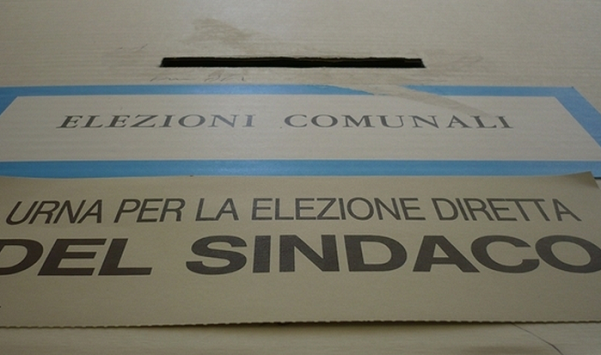 ELEZIONI COMUNALI
URNA PER LA ELEZIONE DIRETTA
DEL SINDACO